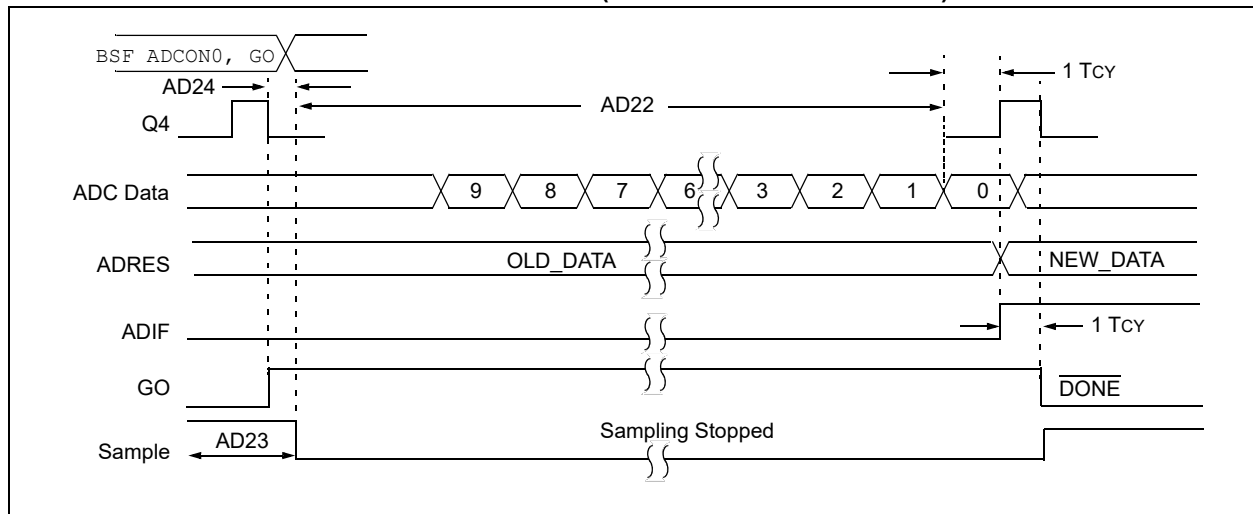 BSF ADCON0, GO
1 TCY
AD24
AD22
Q4
ADC Data
9 8 7 6 3 2 1 0
ADRES
OLD_DATA
NEW_DATA
ADIF
1 TCY
GO
DONE
AD23
Sampling Stopped
Sample